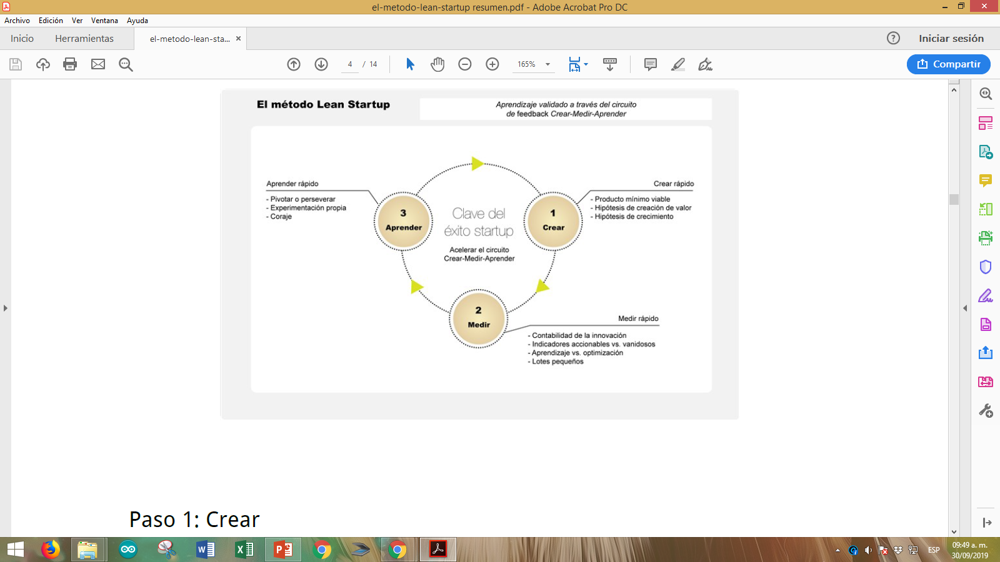 el-metodo-lean-startup resumen.pdf - Adobe Acrobat Pro DC
Archivo Edición Ver Ventana Ayuda
Inicio Herramientas el-metodo-lean-sta... × ? Iniciar sesión
4 / 14 165% Compartir
El método Lean Startup
Aprendizaje validado a través del circuito
de feedback Crear-Medir-Aprender
Aprender rápido
- Pivotar o perseverar
- Experimentación propia
- Coraje
3
Aprender
Clave del
éxito startup
Acelerar el circuito
Crear-Medir-Aprender
1
Crear
Crear rápido
- Producto mínimo viable
- Hipótesis de creación de valor
- Hipótesis de crecimiento
2
Medir
Medir rápido
- Contabilidad de la innovación
- Indicadores accionables vs. vanidosos
- Aprendizaje vs. optimización
- Lotes pequeños
Paso 1: Crear
ESP
09:49 a. m.
30/09/2019